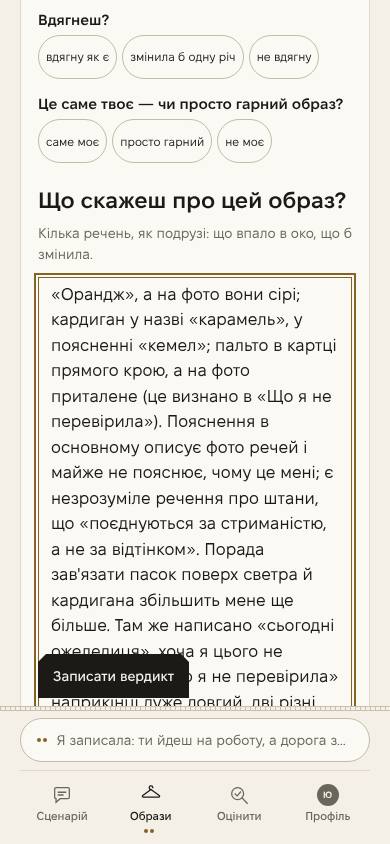 Вдягнеш?
вдягну як є
змінила б одну річ
не вдягну
Це саме твоє — чи просто гарний образ?
саме моє
просто гарний
не моє
Що скажеш про цей образ?
Кілька речень, як подрузі: що впало в око, що б
змінила.
«Орандж», а на фото вони сірі;
кардиган у назві «карамель», у
поясненні «кемел»; пальто в картці
прямого крою, а на фото
приталене (це визнано в «Що я не
перевірила»). Пояснення в
основному описує фото речей і
майже не пояснює, чому це мені; є
незрозуміле речення про штани,
що «поєднуються за стриманістю,
а не за відтінком». Порада
зав'язати пасок поверх светра й
кардигана збільшить мене ще
більше. Там же написано «сьогодні
ожеледиця», хоча я цього не
я не перевірила»
наприкінці дуже довгий, дві різні
Записати вердикт
Я записала: ти йдеш на роботу, а дорога з...
Сценарій
Образи
Оцінити
Ю
Профіль